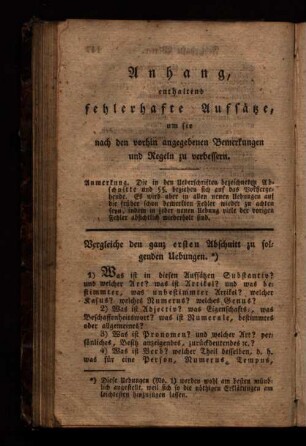 Anhang,
enthaltend
fehlerhafte Aufsätze,
um sie
nach den vorhin angegebenen Bemerkungen
und Regeln zu verbessern.
Anmerkung. Die in den Ueberschriften bezeichneten Ab-
schnitte und §§. beziehen sich auf das Vorherge-
hende. Es wird aber in allen neuen Uebungen auf
die früher schon bemerkten Fehler wieder zu achten
seyn, indem in jeder neuen Uebung viele der vorigen
Fehler absichtlich wiederholt sind.
Vergleiche den ganz ersten Abschnitt zu fol-
genden Uebungen. *)
1) Was ist in diesen Aufsätzen Substantiv?
und welcher Art? was ist Artikel? und was be-
stimmter, was unbestimmter Artikel? welcher
Kasus? welches Numerus? welches Genus?
2) Was ist Adjectiv? was Eigenschafts-, was
Beschaffenheitswort? was ist Numerale, bestimmtes
oder allgemeines?
3) Was ist Pronomen? und welcher Art? per-
sönliches, Besitz anzeigendes, zurückdeutendes ꝛc.?
4) Was ist Verb? welcher Theil desselben, d. h.
was für eine Person, Numerus, Tempus,
*) Diese Uebungen (No. 1) werden wohl am besten münd-
lich angestellt, weil sich so die nöthigen Erklärungen am
leichtesten hinzufügen lassen.